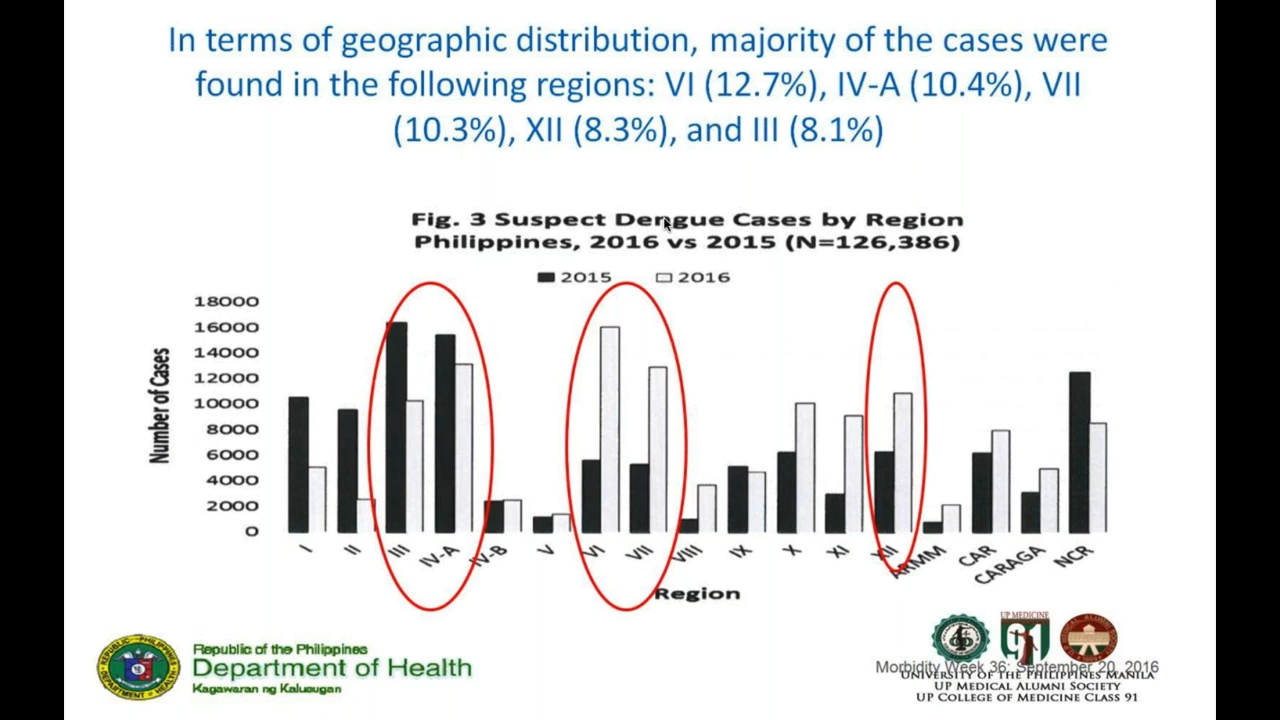 In terms of geographic distribution, majority of the cases were
found in the following regions: VI (12.7%), IV-A (10.4%), VII
(10.3%), XII (8.3%), and III (8.1%)
Fig. 3 Suspect Dengue Cases by Region
Philippines, 2016 vs 2015 (N=126,386)
2015 2016
Number of Cases
18000
16000
14000
12000
10000
8000
6000
4000
2000
0
I II III IV-A IV-B V VI VII VIII IX X XI XII ARMM CAR CARAGA NCR
Region
Republic of the Philippines
Department of Health
Kagawaran ng Kalusugan
UP MEDICINE
91
Morbidity Week 36: September 20, 2016
UNIVERSITY OF THE PHILIPPINES MANILA
UP MEDICAL ALUMNI SOCIETY
UP COLLEGE OF MEDICINE CLASS 91